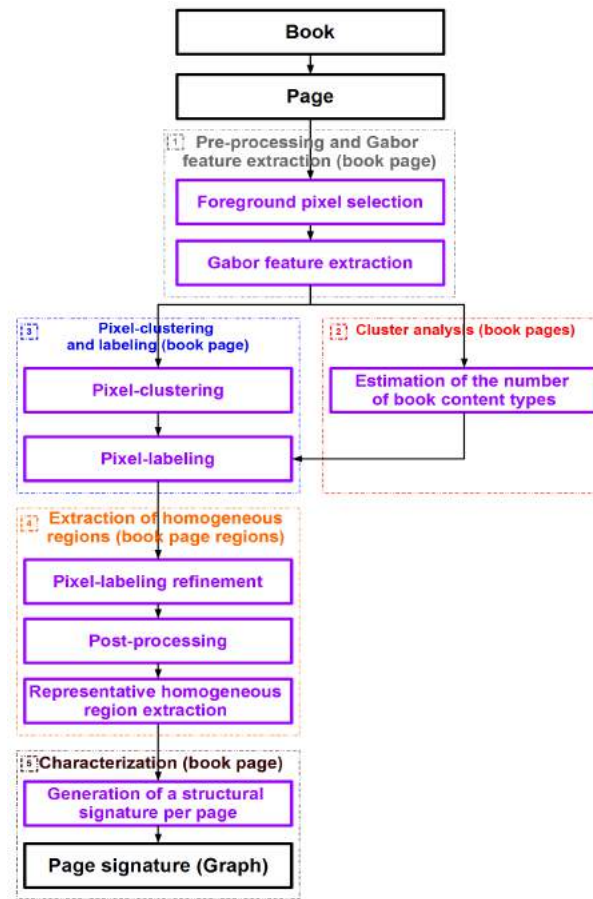 Book
Page
1 Pre-processing and Gabor
feature extraction (book page)
Foreground pixel selection
Gabor feature extraction
3 Pixel-clustering
and labeling (book page)
Pixel-clustering
Pixel-labeling
2 Cluster analysis (book pages)
Estimation of the number
of book content types
4 Extraction of homogeneous
regions (book page regions)
Pixel-labeling refinement
Post-processing
Representative homogeneous
region extraction
5 Characterization (book page)
Generation of a structural
signature per page
Page signature (Graph)